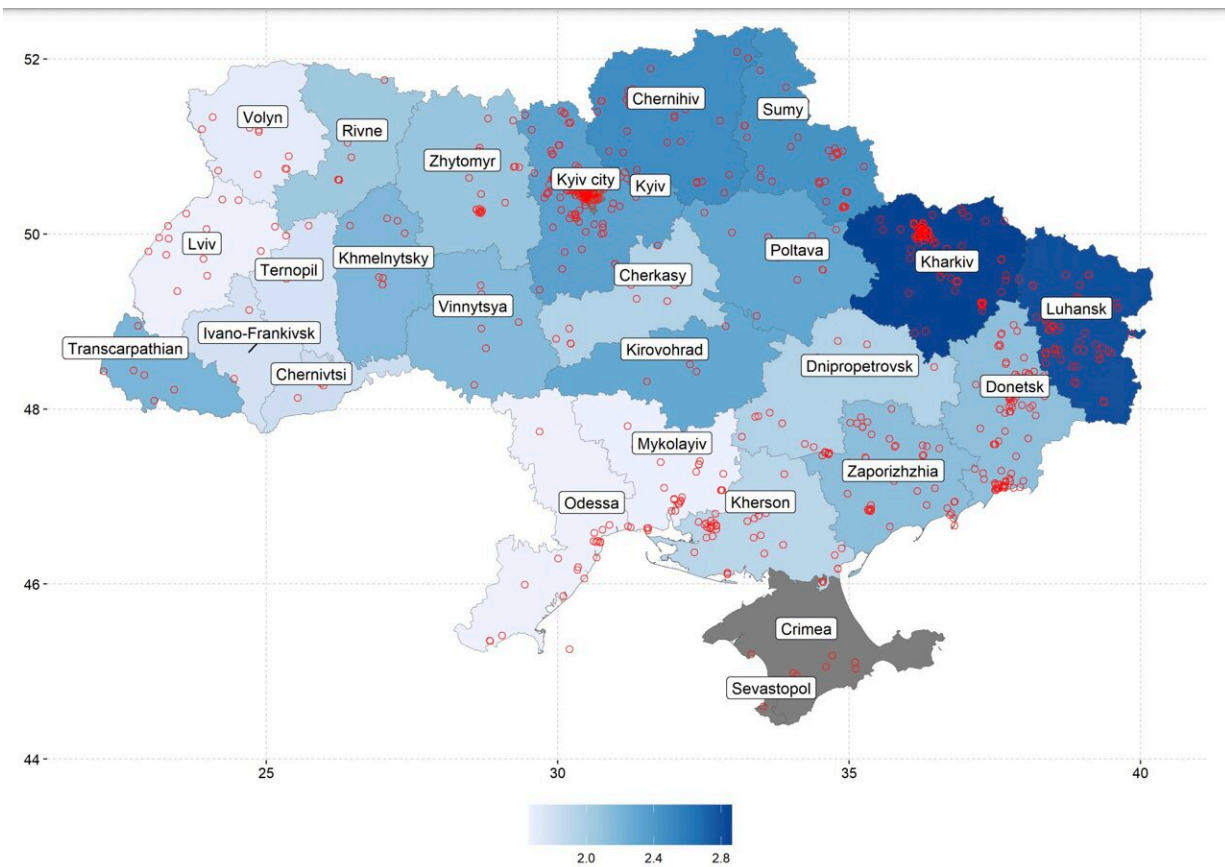 52
Chernihiv
Sumy
Volyn
Rivne
Zhytomyr
Kyiv city
Kyiv
50
Lviv
Ternopil
Khmelnytsky
Poltava
Kharkiv
Cherkasy
Vinnytsya
Luhansk
Ivano-Frankivsk
Transcarpathian
Kirovohrad
Chernivtsi
Dnipropetrovsk
Donetsk
48
Mykolayiv
Zaporizhzhia
Odessa
Kherson
46
Crimea
Sevastopol
44
25
30
35
40
2.0
2.4
2.8